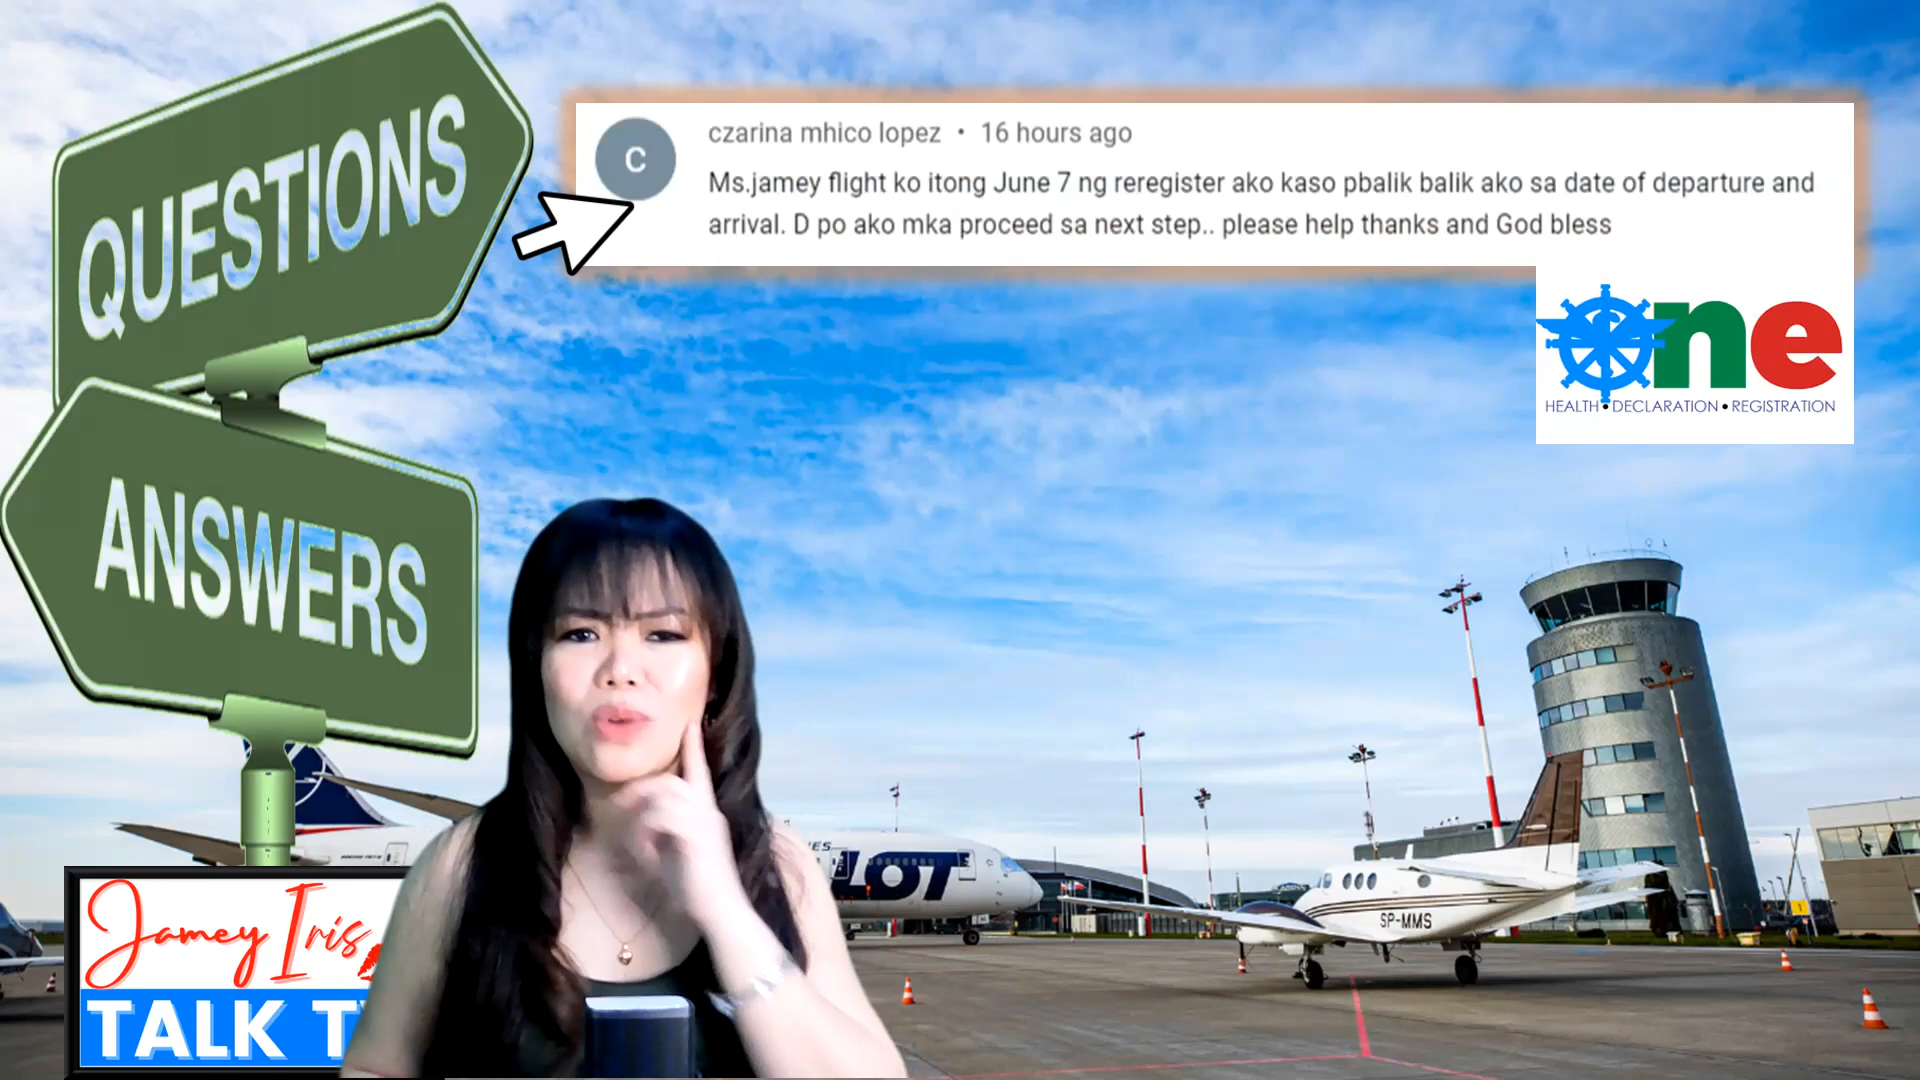 QUESTIONS
ANSWERS
czarina mhico lopez • 16 hours ago
C
Ms.jamey flight ko itong June 7 ng reregister ako kaso pbalik balik ako sa date of departure and
arrival. D po ako mka proceed sa next step.. please help thanks and God bless
ne
HEALTH • DECLARATION • REGISTRATION
LOT
SP-MMS
Jamey Iris
TALK T